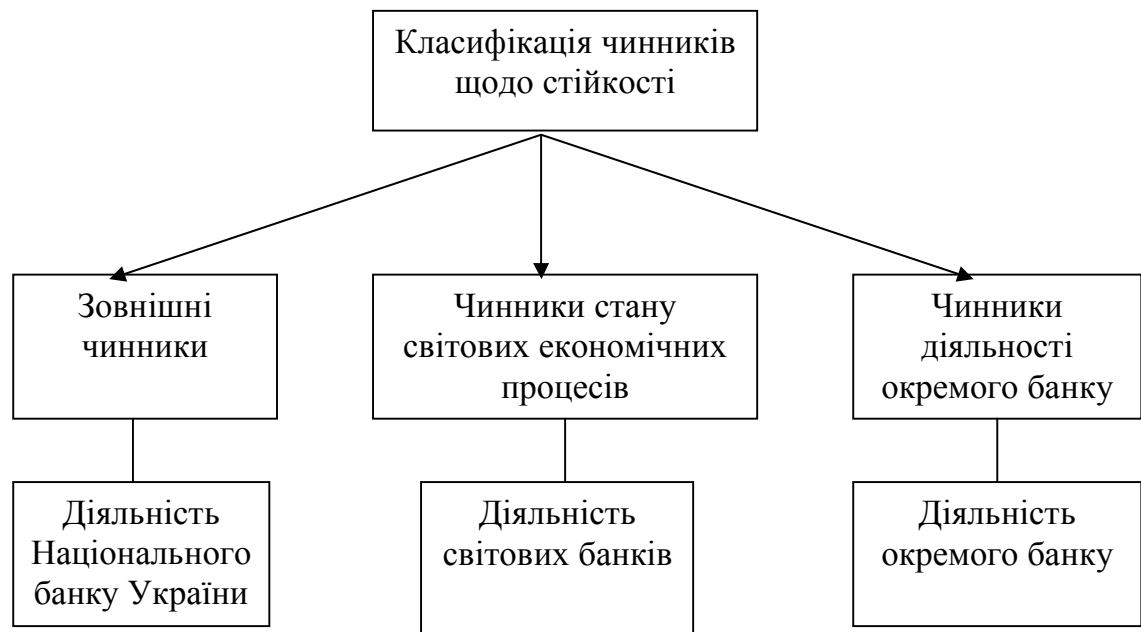 Класифікація чинників
щодо стійкості
Зовнішні
чинники
Чинники стану
світових економічних
процесів
Чинники
діяльності
окремого банку
Діяльність
Національного
банку України
Діяльність
світових банків
Діяльність
окремого банку